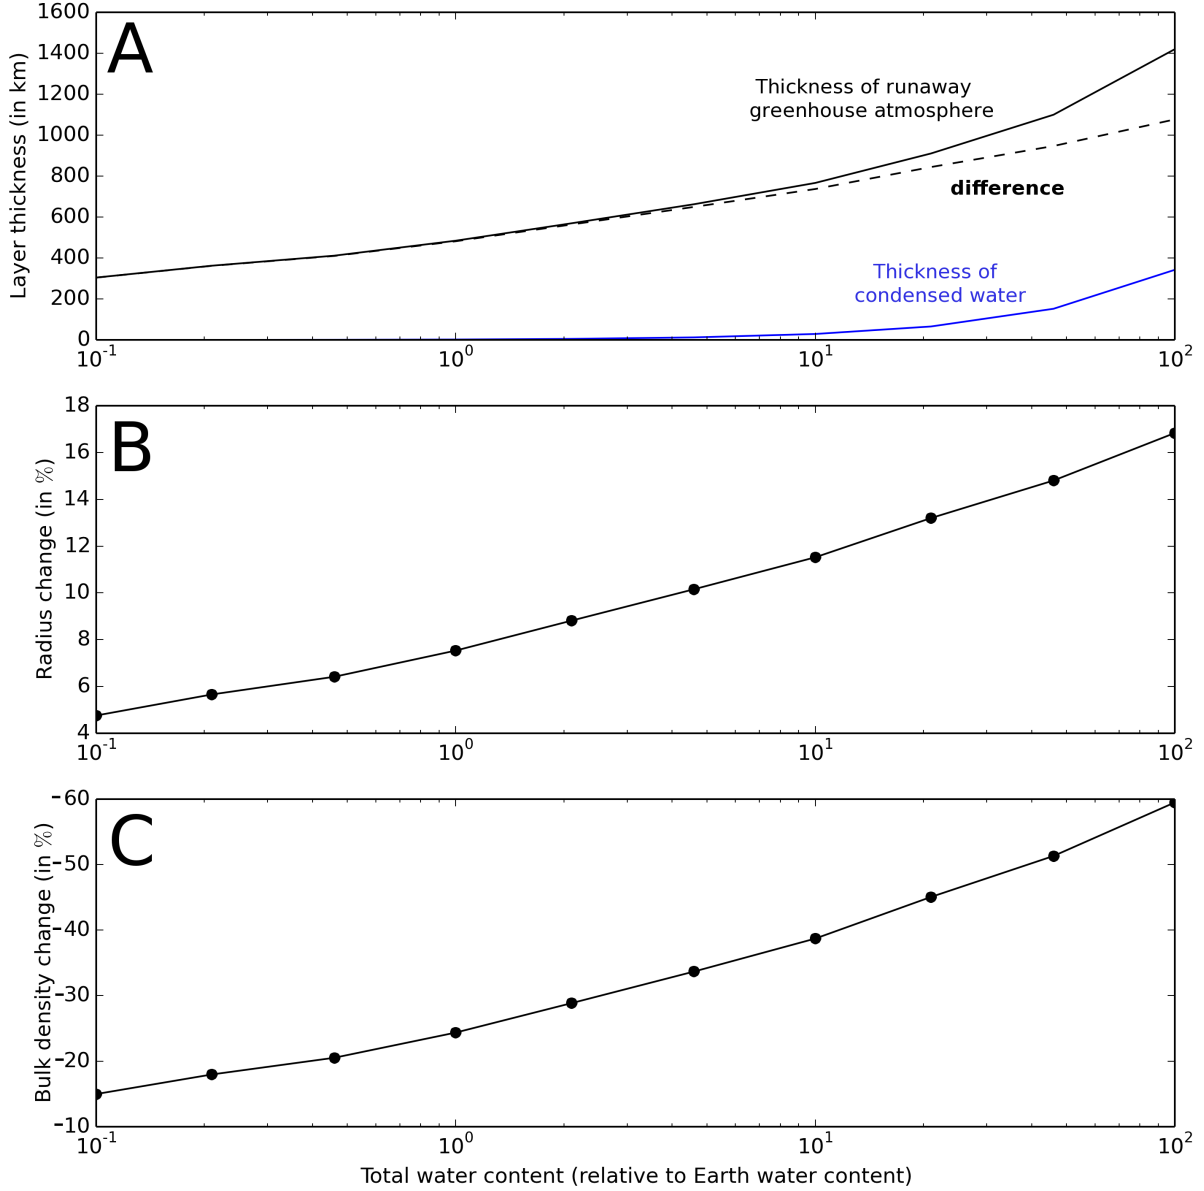 A
Layer thickness (in km)
1600
1400
1200
1000
800
600
400
200
0
Thickness of runaway
greenhouse atmosphere
difference
Thickness of
condensed water
10^-1
10^0
10^1
10^2
B
Radius change (in %)
18
16
14
12
10
8
6
4
10^-1
10^0
10^1
10^2
C
Bulk density change (in %)
−60
−50
−40
−30
−20
−10
10^-1
10^0
10^1
10^2
Total water content (relative to Earth water content)